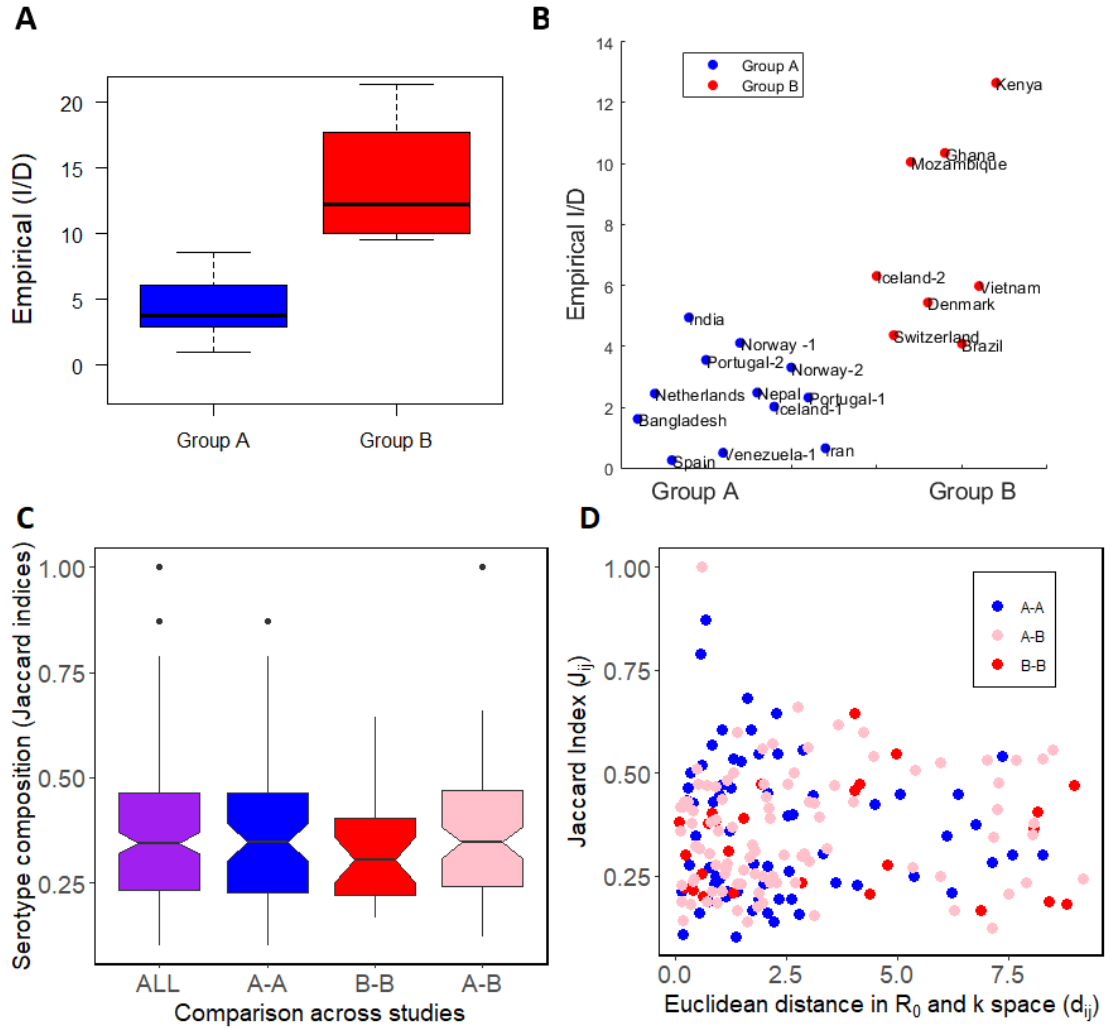 A
Empirical (I/D)
20
15
10
5
0
Group A
Group B
B
Empirical I/D
14
12
10
8
6
4
2
0
Group A
Group B
Kenya
Ghana
Mozambique
Iceland-2
Vietnam
Denmark
Switzerland
Brazil
India
Norway -1
Portugal-2
Norway-2
Netherlands
Nepal
Portugal-1
Iceland-1
Bangladesh
Venezuela-1
Iran
Spain
Group A
Group B
C
Serotype composition (Jaccard indices)
1.00
0.75
0.50
0.25
ALL
A-A
B-B
A-B
Comparison across studies
D
Jaccard Index (Jij)
1.00
0.75
0.50
0.25
A-A
A-B
B-B
0.0
2.5
5.0
7.5
Euclidean distance in R0 and k space (dij)